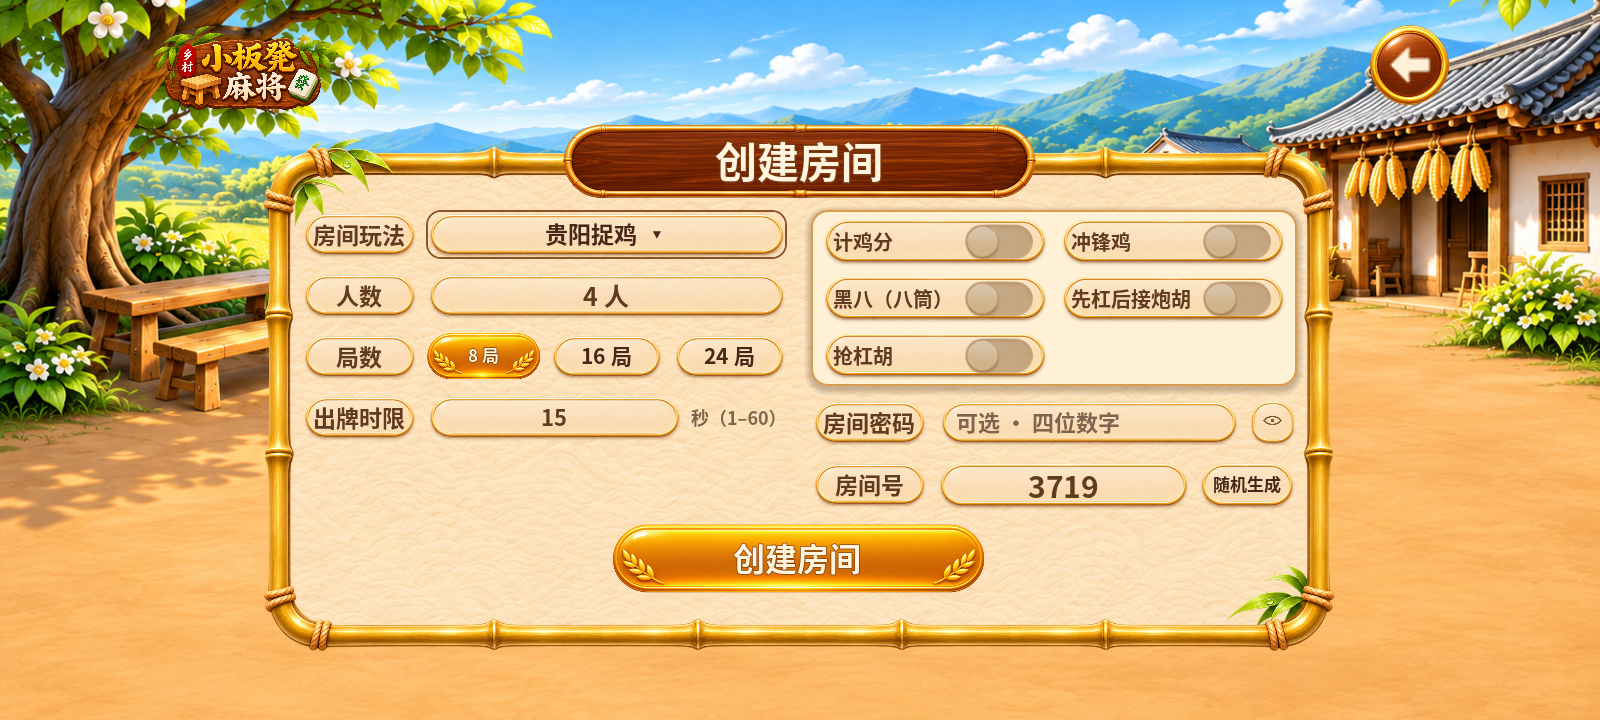 乡村
小板凳
麻将
發
创建房间
房间玩法
贵阳捉鸡 ▼
人数
4 人
局数
8 局
16 局
24 局
出牌时限
15
秒（1–60）
计鸡分
冲锋鸡
黑八（八筒）
先杠后接炮胡
抢杠胡
房间密码
可选 · 四位数字
房间号
3719
随机生成
创建房间